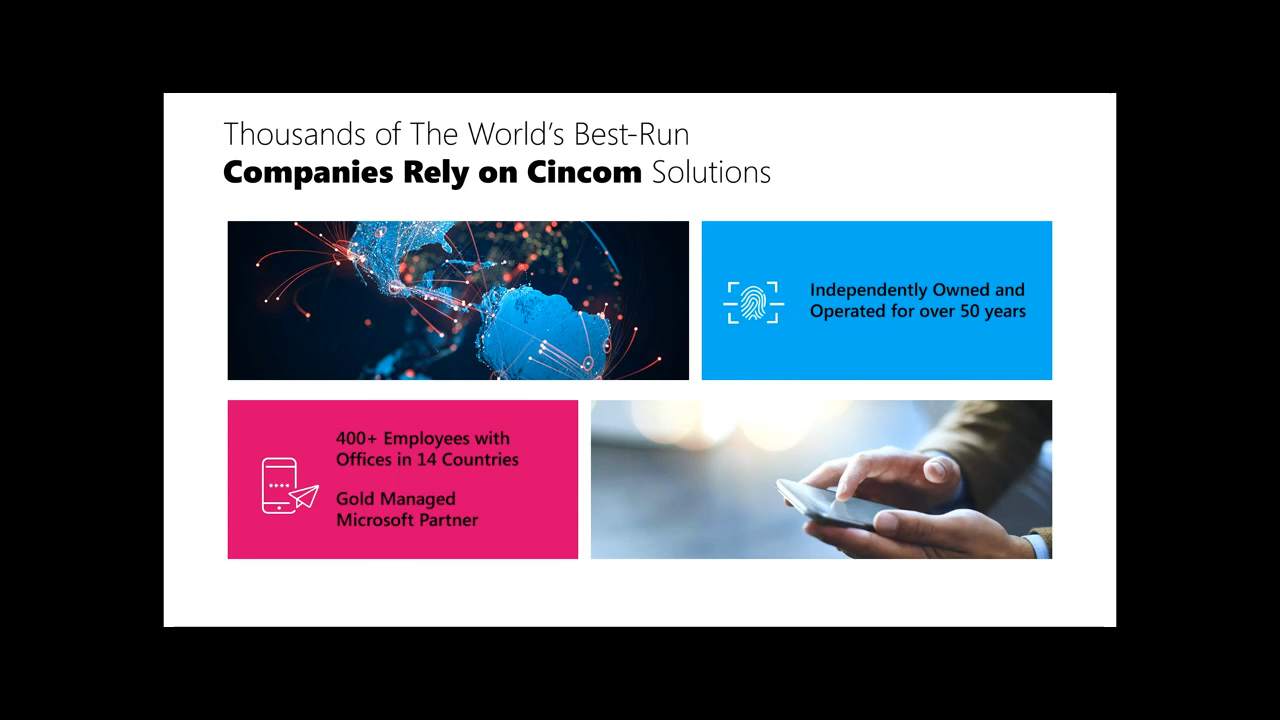 Thousands of The World's Best-Run
Companies Rely on Cincom Solutions
Independently Owned and
Operated for over 50 years
400+ Employees with
Offices in 14 Countries
Gold Managed
Microsoft Partner